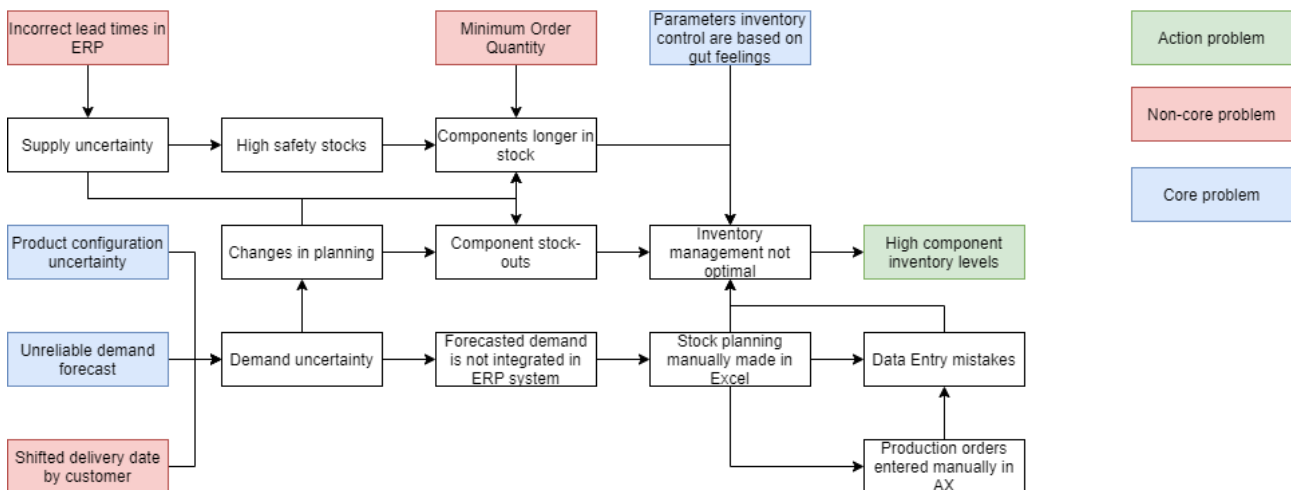 Incorrect lead times in
ERP
Minimum Order
Quantity
Parameters inventory
control are based on
gut feelings
Action problem
Non-core problem
Core problem
Supply uncertainty
High safety stocks
Components longer in
stock
Product configuration
uncertainty
Changes in planning
Component stock-
outs
Inventory
management not
optimal
High component
inventory levels
Unreliable demand
forecast
Demand uncertainty
Forecasted demand
is not integrated in
ERP system
Stock planning
manually made in
Excel
Data Entry mistakes
Shifted delivery date
by customer
Production orders
entered manually in
AX